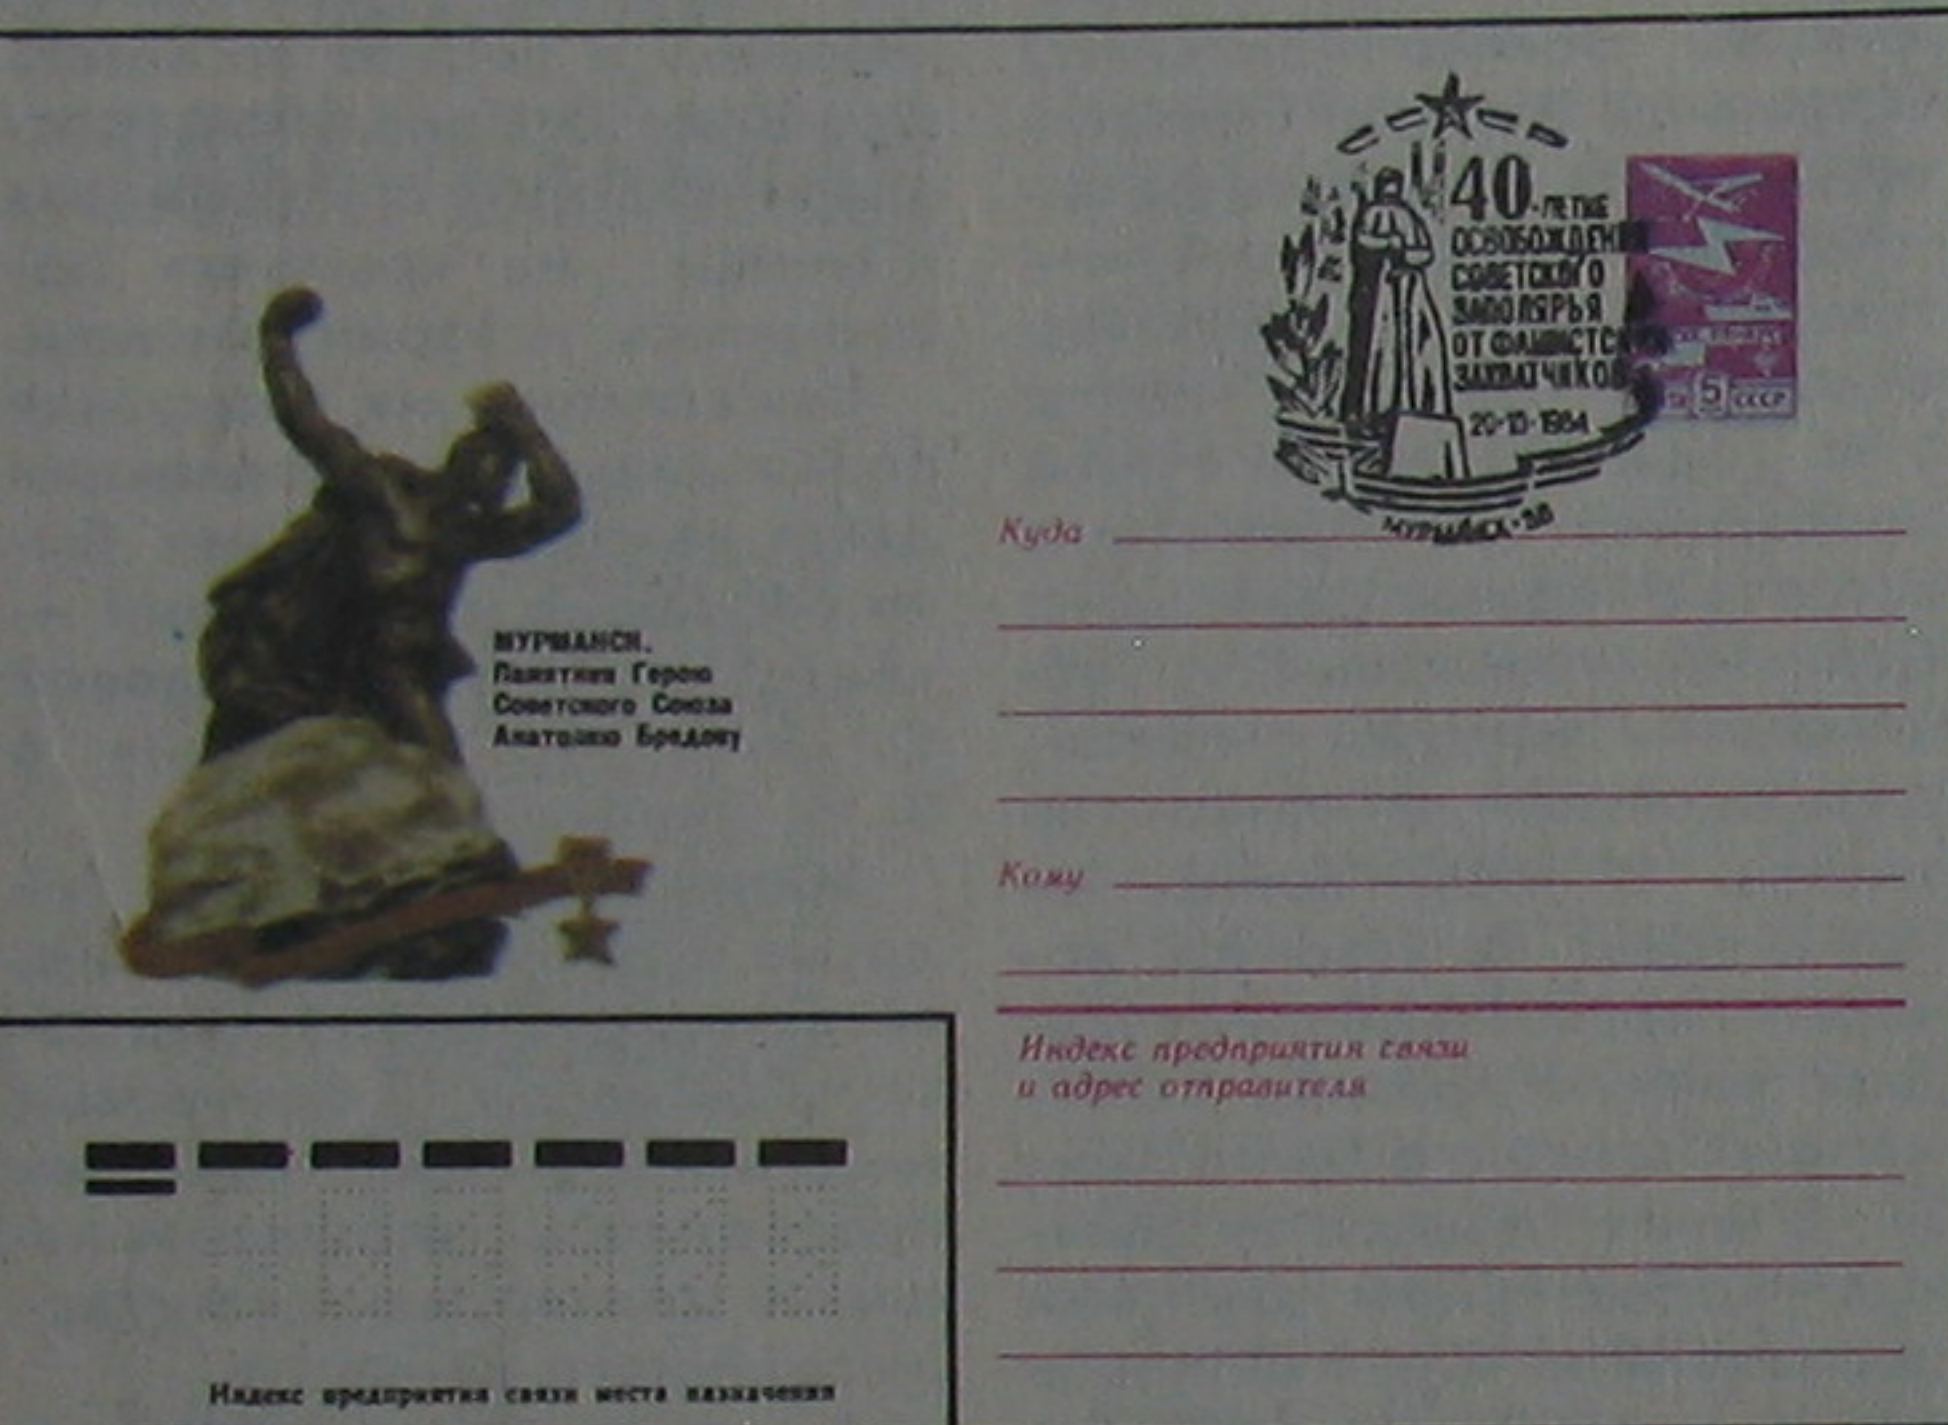 40-ЛЕТИЕ
ОСВОБОЖДЕНИЯ
СОВЕТСКОГО
ЗАПОЛЯРЬЯ
ОТ ФАШИСТСКИХ
ЗАХВАТЧИКОВ
20·10·1984
МУРМАНСК-38
5 СССР
МУРМАНСК.
Памятник Герою
Советского Союза
Анатолию Бредову
Куда
Кому
Индекс предприятия связи
и адрес отправителя
Индекс предприятия связи места назначения